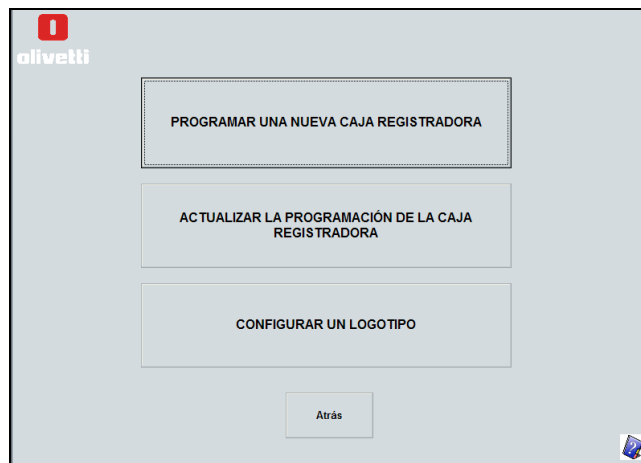 olivetti
PROGRAMAR UNA NUEVA CAJA REGISTRADORA
ACTUALIZAR LA PROGRAMACIÓN DE LA CAJA
REGISTRADORA
CONFIGURAR UN LOGOTIPO
Atrás
?